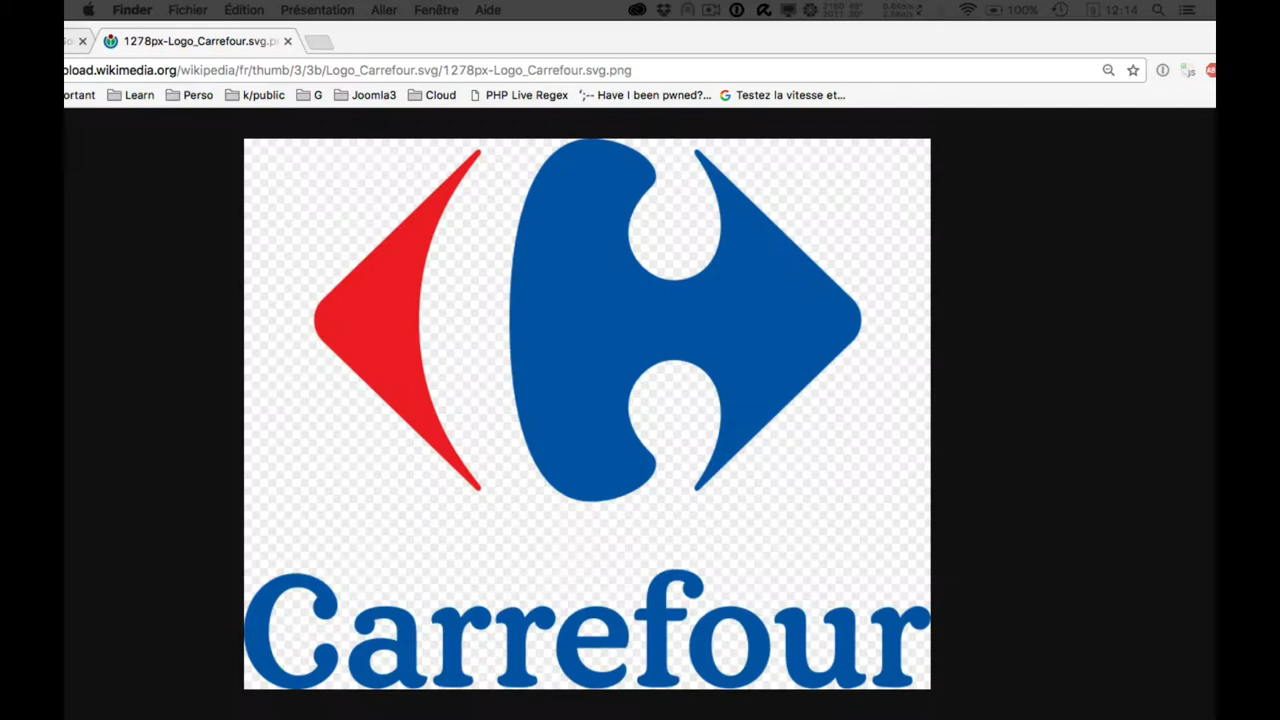 Finder Fichier Édition Présentation Aller Fenêtre Aide 100% 12:14
1278px-Logo_Carrefour.svg.p
pload.wikimedia.org/wikipedia/fr/thumb/3/3b/Logo_Carrefour.svg/1278px-Logo_Carrefour.svg.png
ortant Learn Perso k/public G Joomla3 Cloud PHP Live Regex Have I been pwned?... Testez la vitesse et...
Carrefour